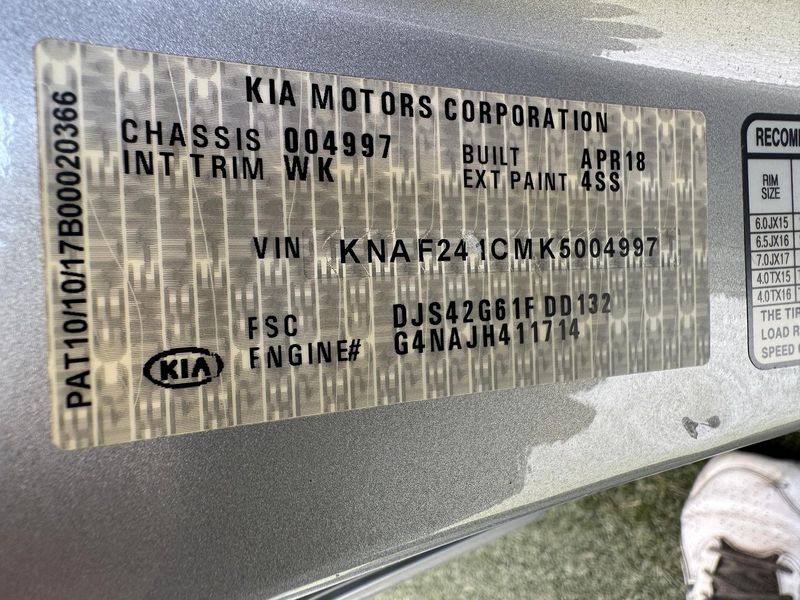 KIA MOTORS CORPORATION
CHASSIS 004997
BUILT APR18
INT TRIM WK
EXT PAINT 4SS
VIN KNAF241CMK5004997
FSC DJS42G61F DD132
ENGINE# G4NAJH411714
KIA
PAT10/10/17B00020366
RIM
SIZE
6.0JX15
6.5JX16
7.0JX17
4.0TX15
4.0TX16
THE
LOAD
SPEED